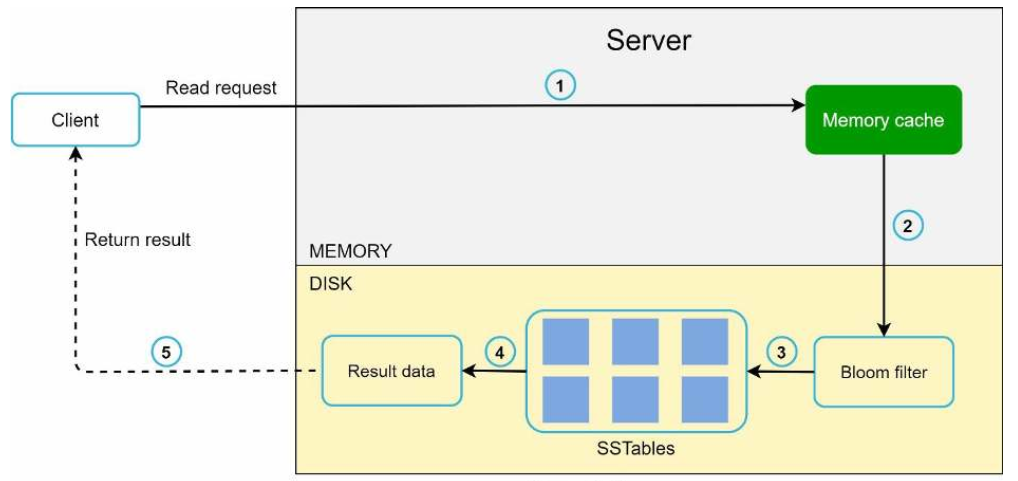 Server
Read request
1
Client
Memory cache
2
Return result
MEMORY
DISK
5
Result data
4
3
Bloom filter
SSTables